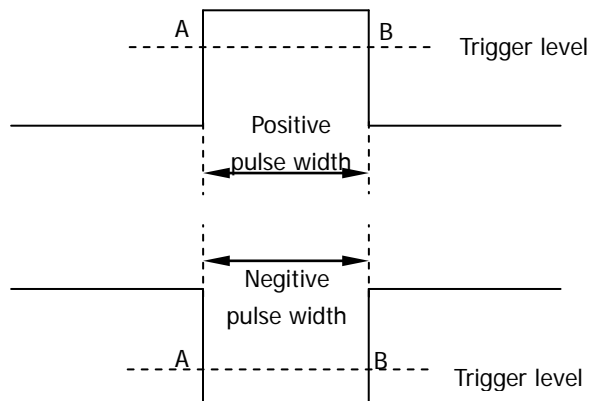 A
B
Trigger level
Positive
pulse width
Negitive
pulse width
A
B
Trigger level